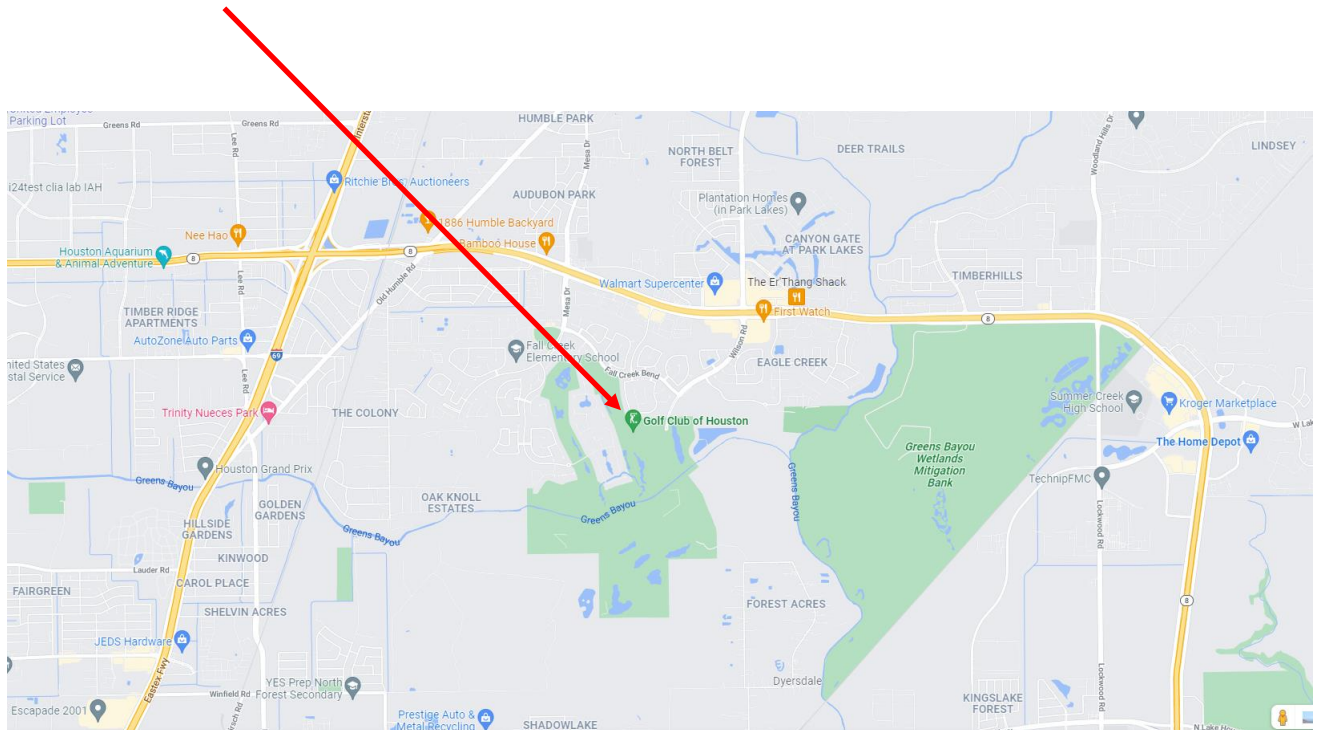 Parking Lot
Greens Rd
Greens Rd
Lee Rd
HUMBLE PARK
Mesa Dr
NORTH BELT
FOREST
DEER TRAILS
Woodland Hills Dr
LINDSEY
i24test clia lab IAH
Ritchie Bros. Auctioneers
AUDUBON PARK
Plantation Homes
(in Park Lakes)
1886 Humble Backyard
Nee Hao
Bamboo House
Houston Aquarium
& Animal Adventure
8
8
CANYON GATE
AT PARK LAKES
Old Humble Rd
Lee Rd
Mesa Dr
Walmart Supercenter
The Er Thang Shack
TIMBERHILLS
First Watch
8
TIMBER RIDGE
APARTMENTS
AutoZone Auto Parts
69
Fall Creek
Elementary School
Wilson Rd
EAGLE CREEK
Fall Creek Bend
Lee Rd
Trinity Nueces Park
THE COLONY
Golf Club of Houston
Summer Creek
High School
Kroger Marketplace
The Home Depot
Greens Bayou
Wetlands
Mitigation
Bank
Houston Grand Prix
Greens Bayou
Greens Bayou
TechnipFMC
OAK KNOLL
ESTATES
GOLDEN
GARDENS
Greens Bayou
HILLSIDE
GARDENS
Greens Bayou
Lockwood Rd
KINWOOD
Lauder Rd
CAROL PLACE
FAIRGREEN
SHELVIN ACRES
FOREST ACRES
8
JEDS Hardware
Eastex Fwy
Dyersdale
Lockwood Rd
YES Prep North
Forest Secondary
Winfield Rd
KINGSLAKE
FOREST
Escapade 2001
Prestige Auto &
Metal Recycling
SHADOWLAKE